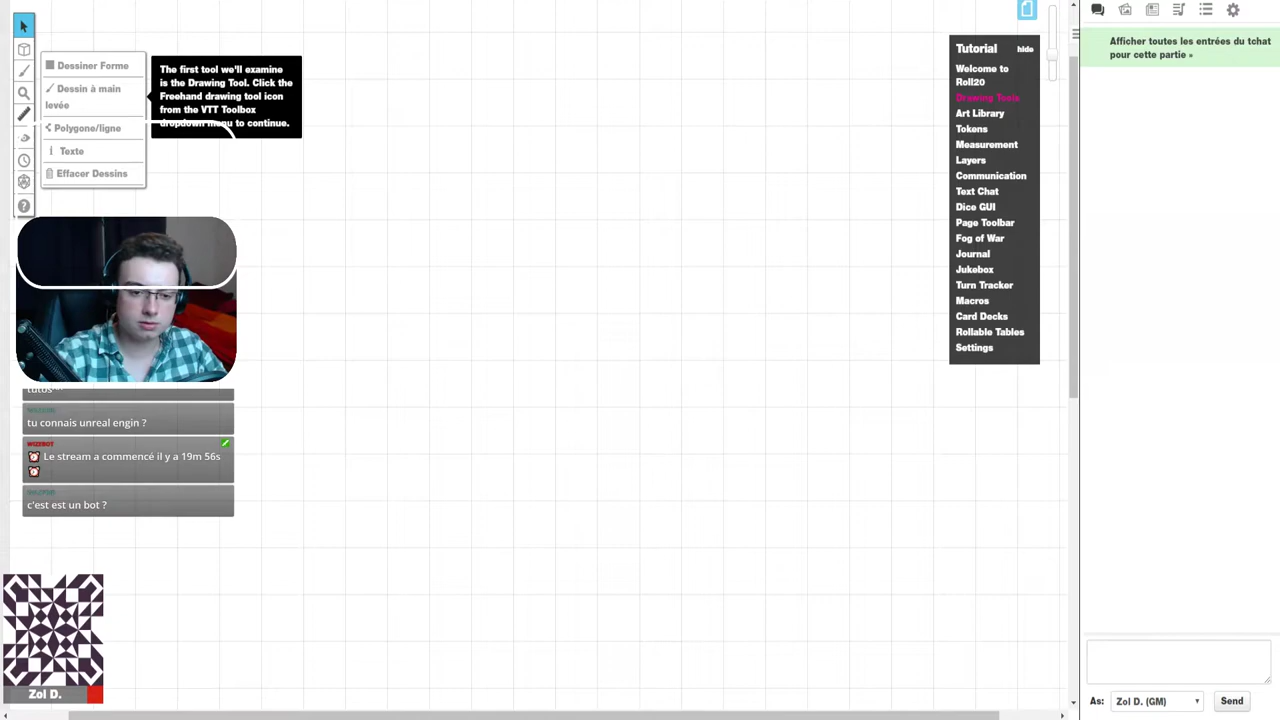 Dessiner Forme
Dessin à main
levée
Polygone/ligne
Texte
Effacer Dessins
The first tool we'll examine
is the Drawing Tool. Click the
Freehand drawing tool icon
from the VTT Toolbox
dropdown menu to continue.
Tutorial hide
Welcome to
Roll20
Drawing Tools
Art Library
Tokens
Measurement
Layers
Communication
Text Chat
Dice GUI
Page Toolbar
Fog of War
Journal
Jukebox
Turn Tracker
Macros
Card Decks
Rollable Tables
Settings
Afficher toutes les entrées du tchat
pour cette partie »
tutos
tu connais unreal engin ?
WIZEBOT
Le stream a commencé il y a 19m 56s
c'est est un bot ?
Zol D.
As: Zol D. (GM) Send